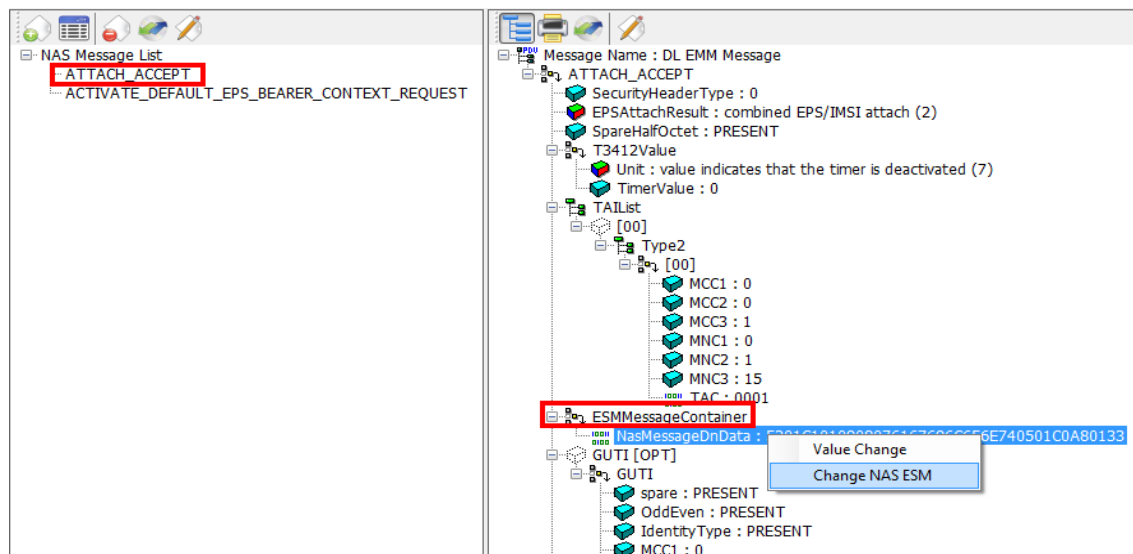 NAS Message List
ATTACH_ACCEPT
ACTIVATE_DEFAULT_EPS_BEARER_CONTEXT_REQUEST
Message Name : DL EMM Message
ATTACH_ACCEPT
SecurityHeaderType : 0
EPSAttachResult : combined EPS/IMSI attach (2)
SpareHalfOctet : PRESENT
T3412Value
Unit : value indicates that the timer is deactivated (7)
TimerValue : 0
TAIList
[00]
Type2
[00]
MCC1 : 0
MCC2 : 0
MCC3 : 1
MNC1 : 0
MNC2 : 1
MNC3 : 15
TAC : 0001
ESMMessageContainer
NasMessageDnData :
6E740501C0A80133
Value Change
Change NAS ESM
GUTI [OPT]
GUTI
spare : PRESENT
OddEven : PRESENT
IdentityType : PRESENT
MCC1 : 0